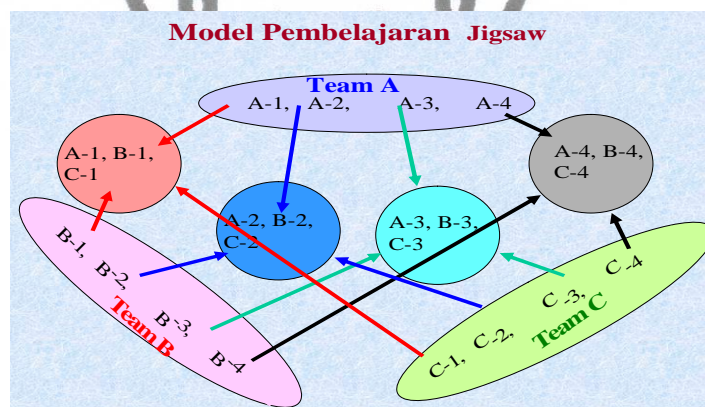 Model Pembelajaran Jigsaw
Team A
A-1, A-2, A-3, A-4
A-1, B-1,
C-1
A-4, B-4,
C-4
A-2, B-2,
C-2
A-3, B-3,
C-3
B-1,
B-2,
B-3,
B-4
Team B
C-1, C-2, C-3, C-4
Team C